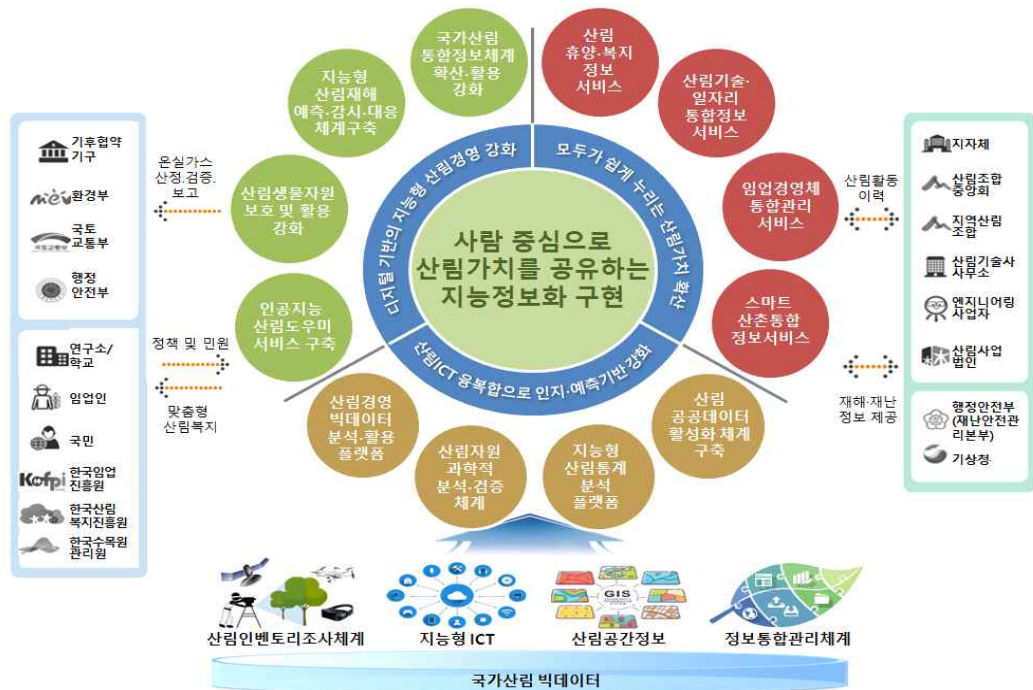 국가산림
통합정보체계
확산·활용
강화
산림
휴양·복지
정보
서비스
지능형
산림재해
예측·감시·대응
체계구축
산림기술·
일자리
통합정보
서비스
산림생물자원
보호 및 활용
강화
임업경영체
통합관리
서비스
인공지능
산림도우미
서비스 구축
스마트
산촌통합
정보서비스
산림경영
빅데이터
분석·활용
플랫폼
산림자원
과학적
분석·검증
체계
지능형
산림통계
분석
플랫폼
산림
공공데이터
활성화 체계
구축
디지털 기반의 지능형 산림경영 강화
모두가 쉽게 누리는 산림가치 확산
산림ICT 융복합으로 인지·예측기반강화
사람 중심으로
산림가치를 공유하는
지능정보화 구현
기후협약
기구
mev 환경부
국토
교통부
국토교통부
행정
안전부
연구소/
학교
임업인
국민
Kofpi 한국임업
진흥원
한국산림
복지진흥원
한국수목원
관리원
온실가스
산정.검증.
보고
정책 및 민원
맞춤형
산림복지
산림활동
이력
재해·재난
정보 제공
지자체
산림조합
중앙회
지역산림
조합
산림기술사
사무소
엔지니어링
사업자
산림사업
법인
행정안전부
(재난안전관
리본부)
기상청
GIS
산림인벤토리조사체계
지능형 ICT
산림공간정보
정보통합관리체계
국가산림 빅데이터